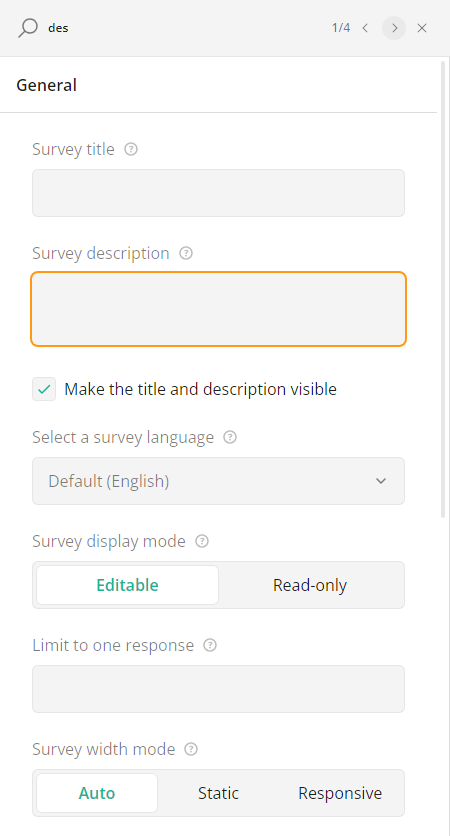 des 1/4
General
Survey title
Survey description
Make the title and description visible
Select a survey language
Default (English)
Survey display mode
Editable Read-only
Limit to one response
Survey width mode
Auto Static Responsive